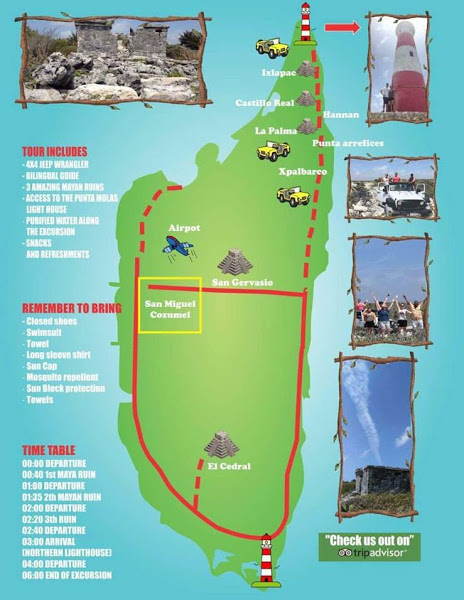 Ixlapac
Castillo Real
Hannan
La Palma
Punta arrefices
Xpalbarco
TOUR INCLUDES
- 4X4 JEEP WRANGLER
- BILINGUAL GUIDE
- 3 AMAZING MAYAN RUINS
- ACCESS TO THE PUNTA MOLAS
LIGHT HOUSE
- PURIFIED WATER ALONG
THE EXCURSION
- SNACKS
AND REFRESHMENTS
Airpot
San Gervasio
San Miguel
Cozumel
REMEMBER TO BRING
- Closed shoes
- Swimsuil
- Towel
- Long sleeve shirt
- Sun Cap
- Mosquito repellent
- Sun Block protection
- Towels
El Cedral
TIME TABLE
00:00 DEPARTURE
00:40 1st MAYA RUIN
01:00 DEPARTURE
01:35 2th MAYAN RUIN
02:00 DEPARTURE
02:20 3th RUIN
02:40 DEPARTURE
03:00 ARRIVAL
(NORTHERN LIGHTHOUSE)
04:00 DEPARTURE
06:00 END OF EXCURSION
"Check us out on"
tripadvisor®